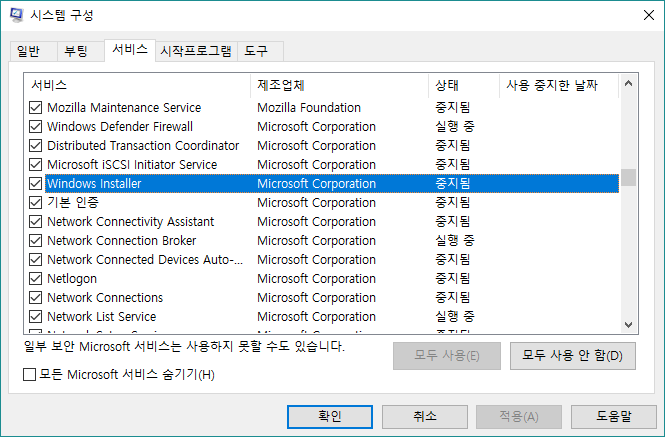 시스템 구성
일반 부팅 서비스 시작프로그램 도구
서비스 제조업체 상태 사용 중지한 날짜
Mozilla Maintenance Service Mozilla Foundation 중지됨
Windows Defender Firewall Microsoft Corporation 실행 중
Distributed Transaction Coordinator Microsoft Corporation 중지됨
Microsoft iSCSI Initiator Service Microsoft Corporation 중지됨
Windows Installer Microsoft Corporation 중지됨
기본 인증 Microsoft Corporation 중지됨
Network Connectivity Assistant Microsoft Corporation 중지됨
Network Connection Broker Microsoft Corporation 실행 중
Network Connected Devices Auto-... Microsoft Corporation 중지됨
Netlogon Microsoft Corporation 중지됨
Network Connections Microsoft Corporation 중지됨
Network List Service Microsoft Corporation 실행 중
일부 보안 Microsoft 서비스는 사용하지 못할 수도 있습니다.
모두 사용(E) 모두 사용 안 함(D)
모든 Microsoft 서비스 숨기기(H)
확인 취소 적용(A) 도움말